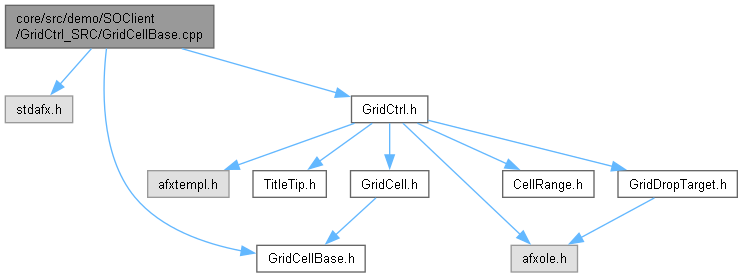 core/src/demo/SOClient
/GridCtrl_SRC/GridCellBase.cpp
stdafx.h
GridCtrl.h
afxtempl.h
TitleTip.h
GridCell.h
CellRange.h
GridDropTarget.h
GridCellBase.h
afxole.h